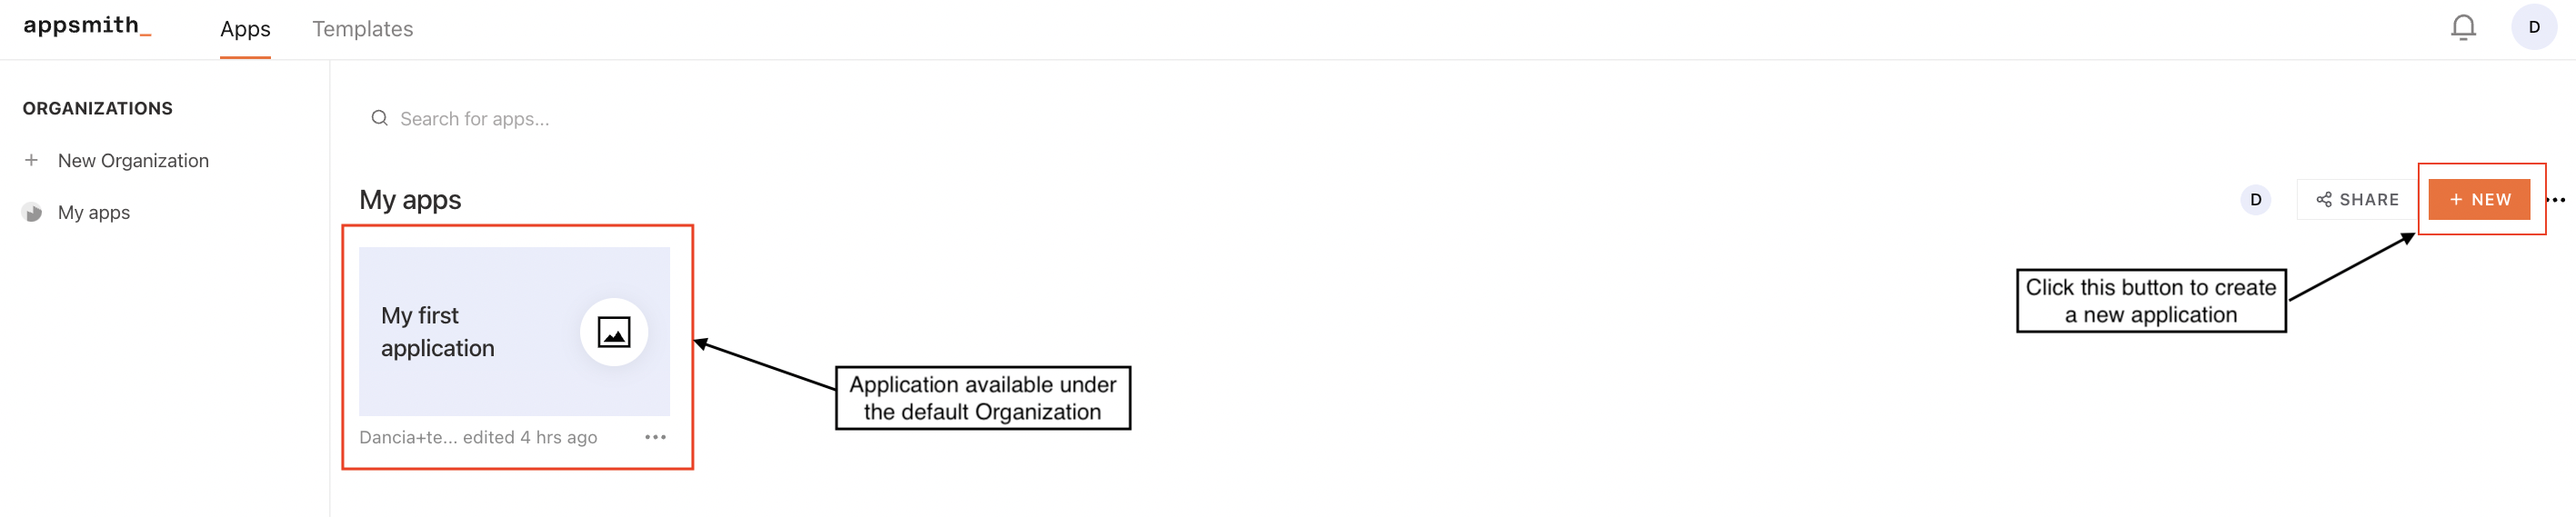 appsmith_
Apps
Templates
D
ORGANIZATIONS
+ New Organization
My apps
Search for apps...
My apps
D
SHARE
+ NEW
...
My first
application
Dancia+te... edited 4 hrs ago
...
Application available under
the default Organization
Click this button to create
a new application